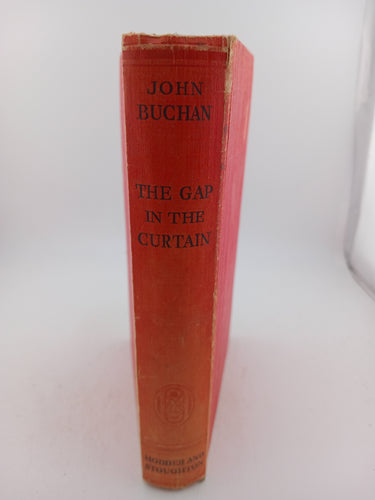 JOHN
BUCHAN
THE GAP
IN THE
CURTAIN
HODDER AND
STOUGHTON